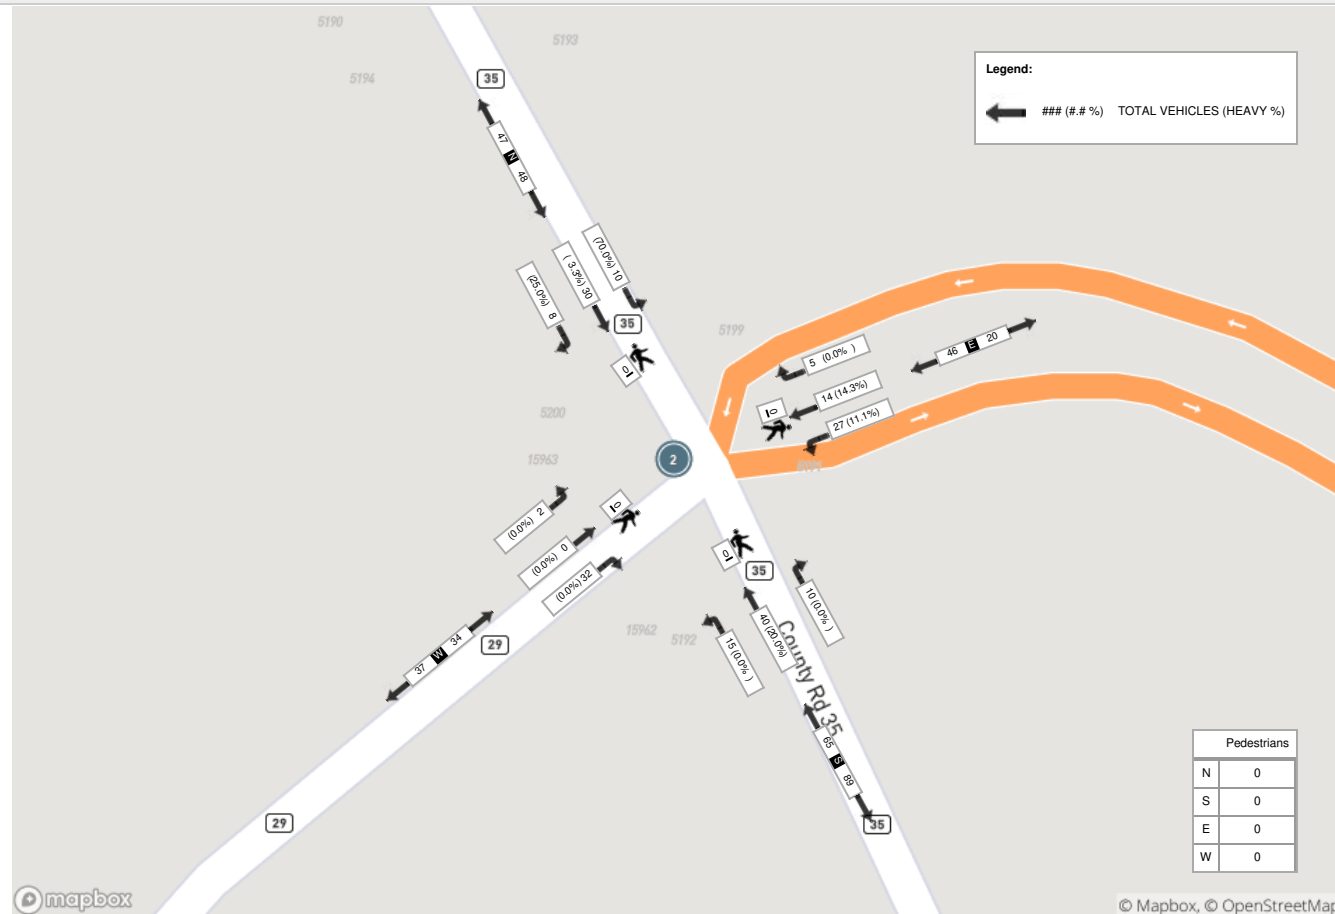 5190
5193
5194
35
Legend:
### (#.# %) TOTAL VEHICLES (HEAVY %)
47 N 48
(70.0%) 10
( 3.3%) 30
(25.0%) 8
35
0
5199
5 (0.0% )
46 E 20
14 (14.3%)
27 (11.1%)
0
5200
15963
2
(0.0%) 2
(0.0%) 0
(0.0%) 32
0
0
35
10 (0.0% )
40 (20.0%)
15 (0.0% )
County Rd 35
37 W 34
29
15962
5192
65 S 89
35
29
Pedestrians
N 0
S 0
E 0
W 0
mapbox
© Mapbox, © OpenStreetMap